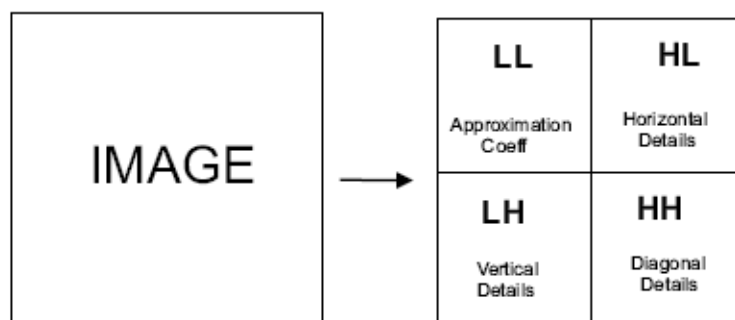 IMAGE
LL
Approximation
Coeff
HL
Horizontal
Details
LH
Vertical
Details
HH
Diagonal
Details